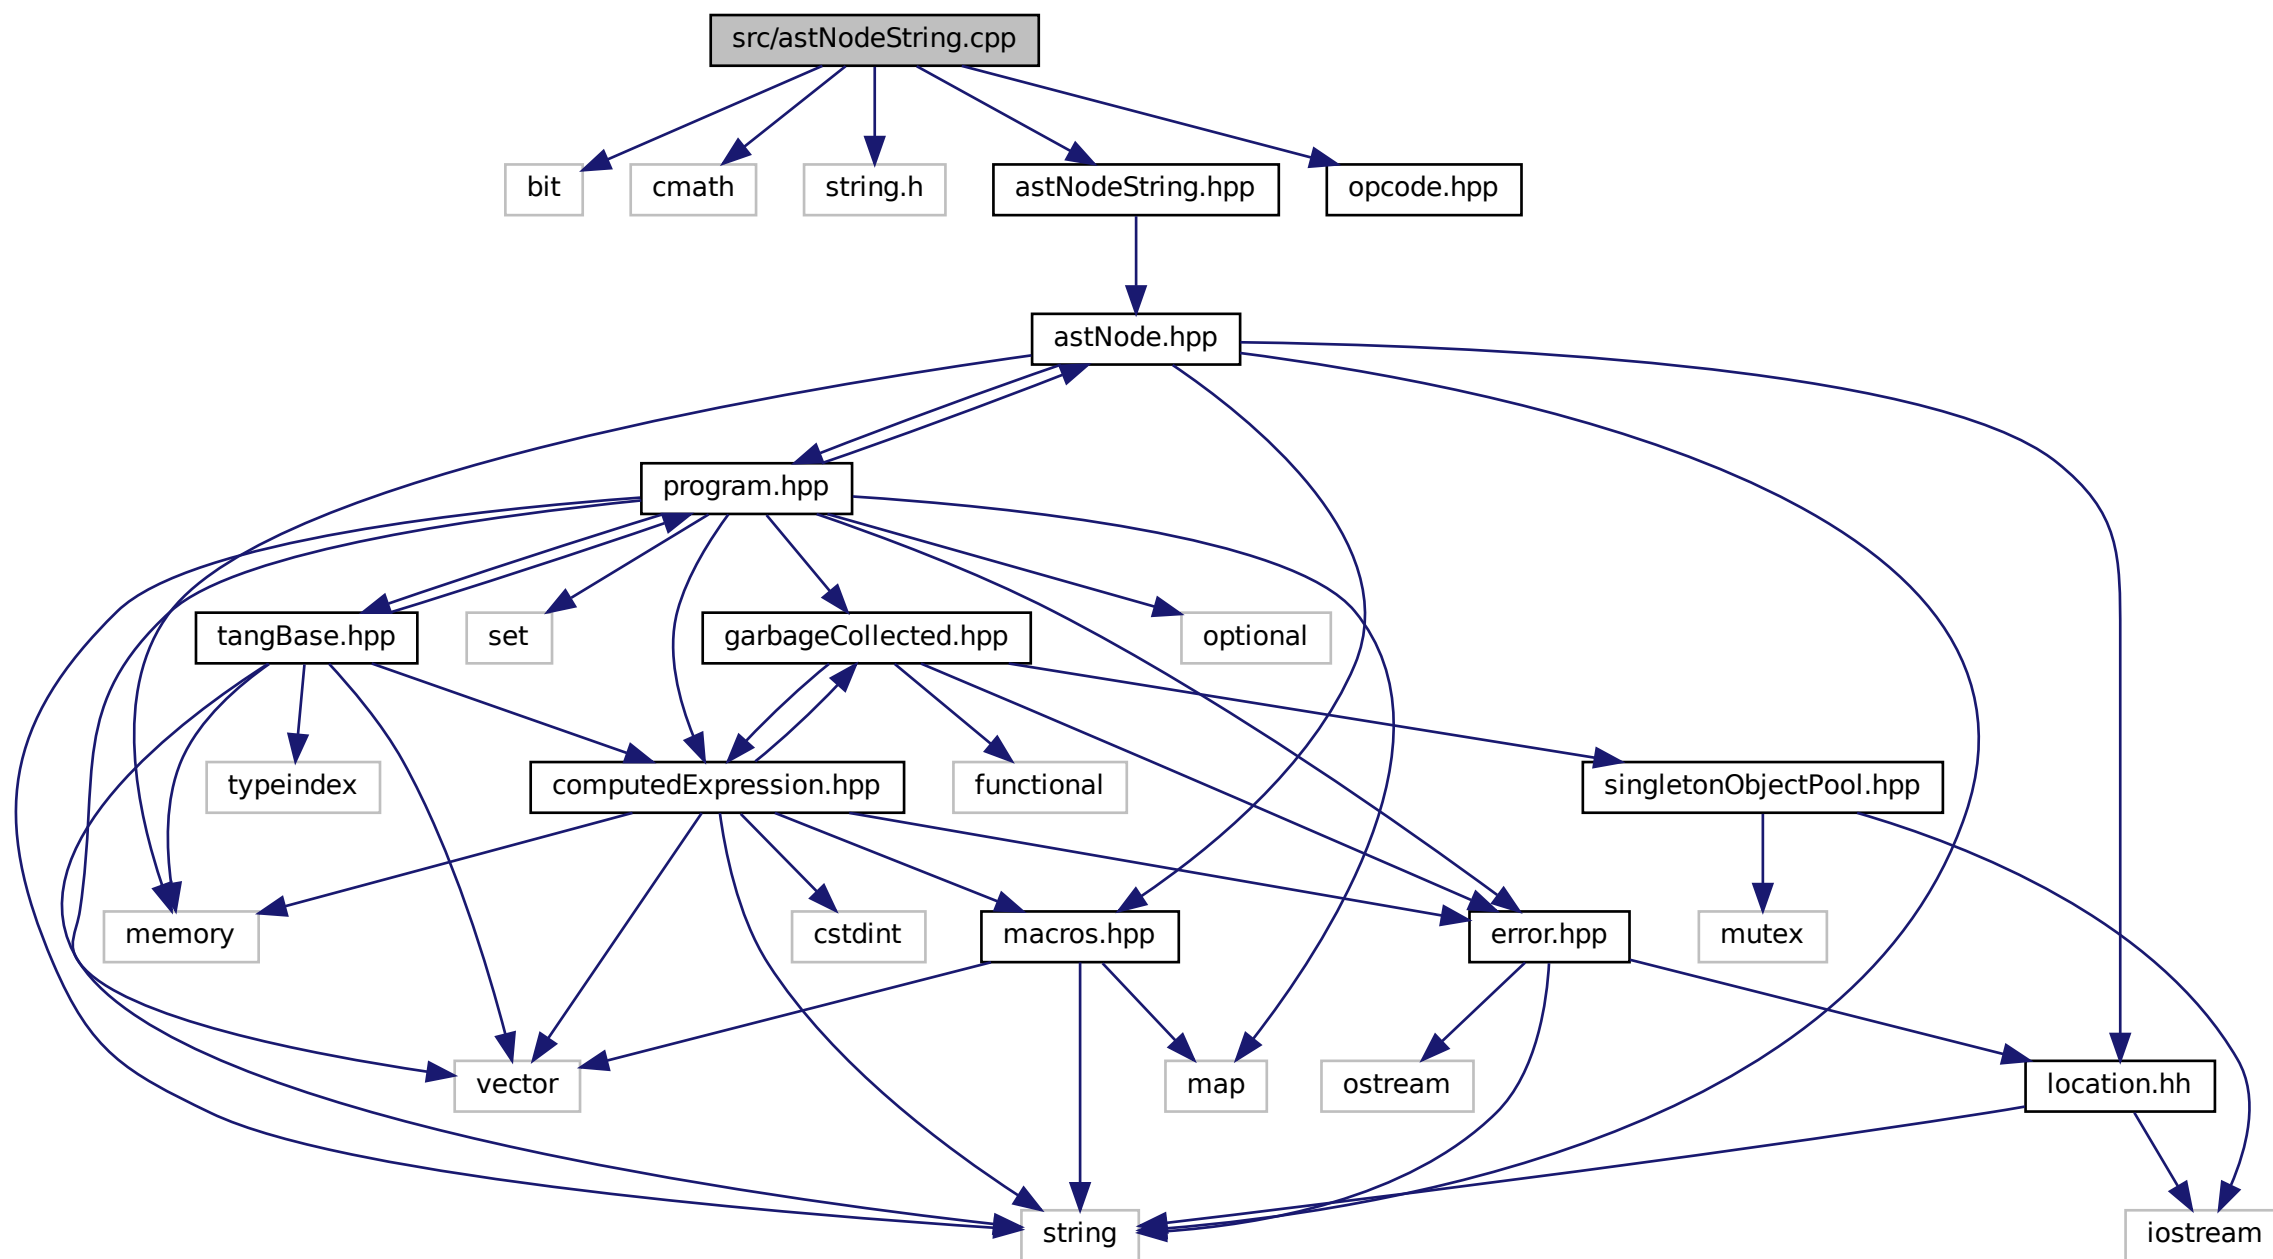 src/astNodeString.cpp
bit
cmath
string.h
astNodeString.hpp
opcode.hpp
astNode.hpp
program.hpp
tangBase.hpp
set
garbageCollected.hpp
optional
typeindex
computedExpression.hpp
functional
singletonObjectPool.hpp
memory
cstdint
macros.hpp
error.hpp
mutex
vector
map
ostream
location.hh
string
iostream